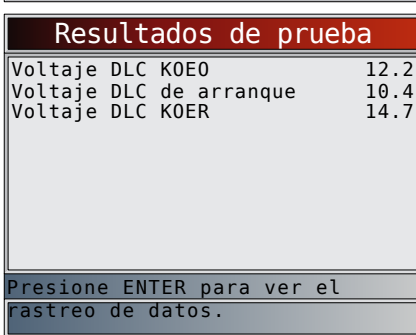 Resultados de prueba
Voltaje DLC KOEO 12.2
Voltaje DLC de arranque 10.4
Voltaje DLC KOER 14.7
Presione ENTER para ver el
rastreo de datos.